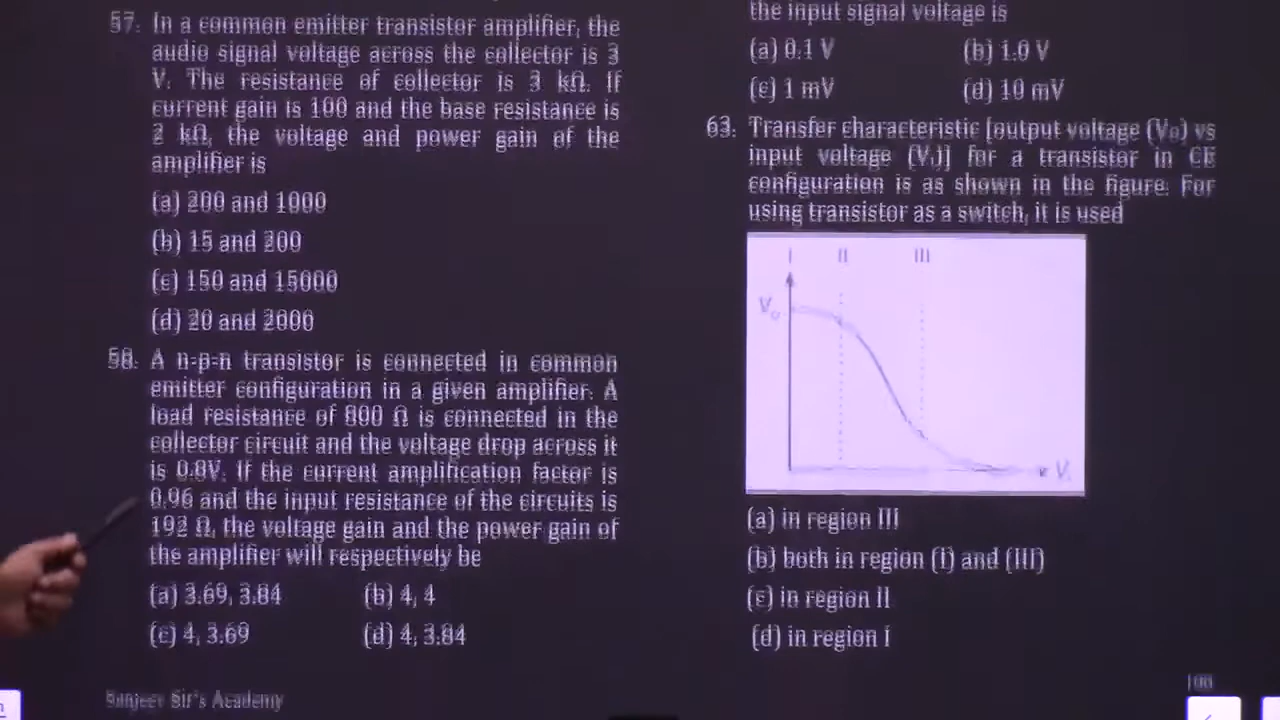 57. In a common emitter transistor amplifier, the
audio signal voltage across the collector is 3
V. The resistance of collector is 3 kΩ. If
current gain is 100 and the base resistance is
2 kΩ, the voltage and power gain of the
amplifier is
(a) 200 and 1000
(b) 15 and 200
(c) 150 and 15000
(d) 20 and 2000
58. A n-p-n transistor is connected in common
emitter configuration in a given amplifier. A
load resistance of 800 Ω is connected in the
collector circuit and the voltage drop across it
is 0.8V. If the current amplification factor is
0.96 and the input resistance of the circuits is
192 Ω, the voltage gain and the power gain of
the amplifier will respectively be
(a) 3.69, 3.84 (b) 4, 4
(c) 4, 3.69 (d) 4, 3.84
Sanjeev Sir's Academy
the input signal voltage is
(a) 0.1 V (b) 1.0 V
(c) 1 mV (d) 10 mV
63. Transfer characteristic [output voltage (V₀) vs
input voltage (Vᵢ)] for a transistor in CE
configuration is as shown in the figure. For
using transistor as a switch, it is used
I II III
V₀
Vᵢ
(a) in region III
(b) both in region (I) and (III)
(c) in region II
(d) in region I
100